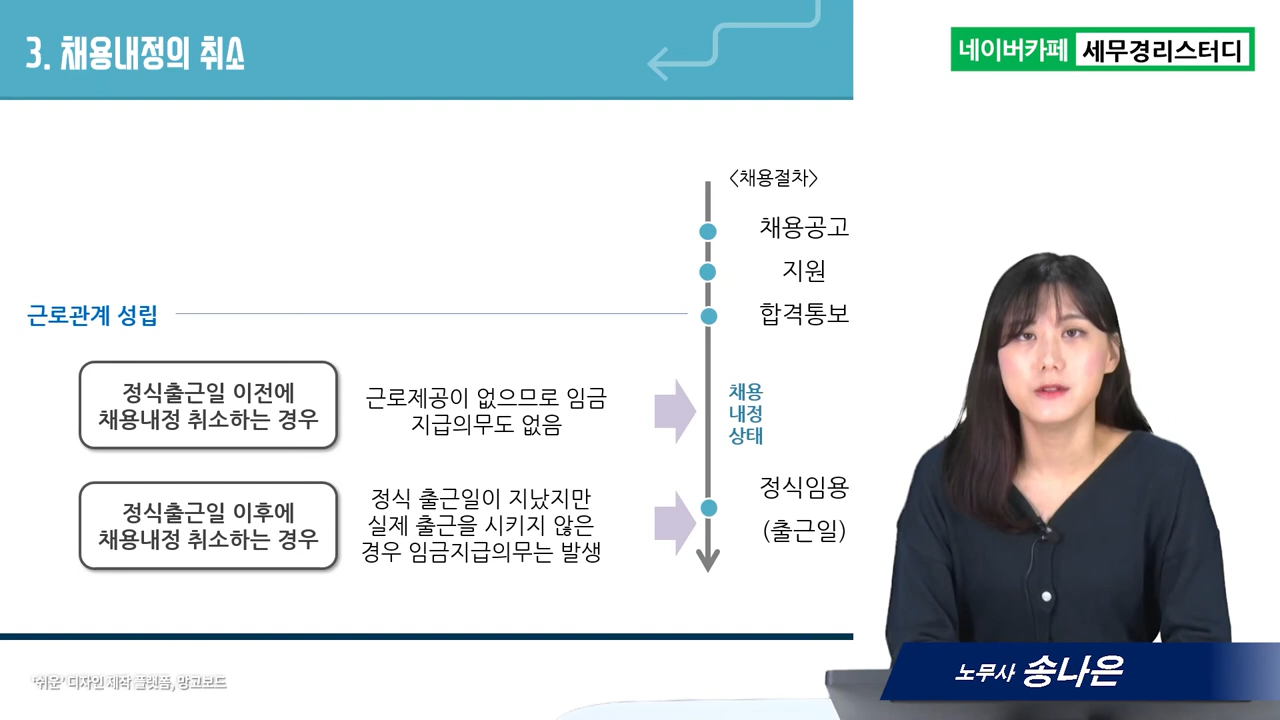 3. 채용내정의 취소
네이버카페 세무경리스터디
<채용절차>
채용공고
지원
근로관계 성립
합격통보
정식출근일 이전에
채용내정 취소하는 경우
근로제공이 없으므로 임금
지급의무도 없음
채용
내정
상태
정식출근일 이후에
채용내정 취소하는 경우
정식 출근일이 지났지만
실제 출근을 시키지 않은
경우 임금지급의무는 발생
정식임용
(출근일)
노무사 송나은
'쉬운' 디자인 제작 플랫폼, 망고보드